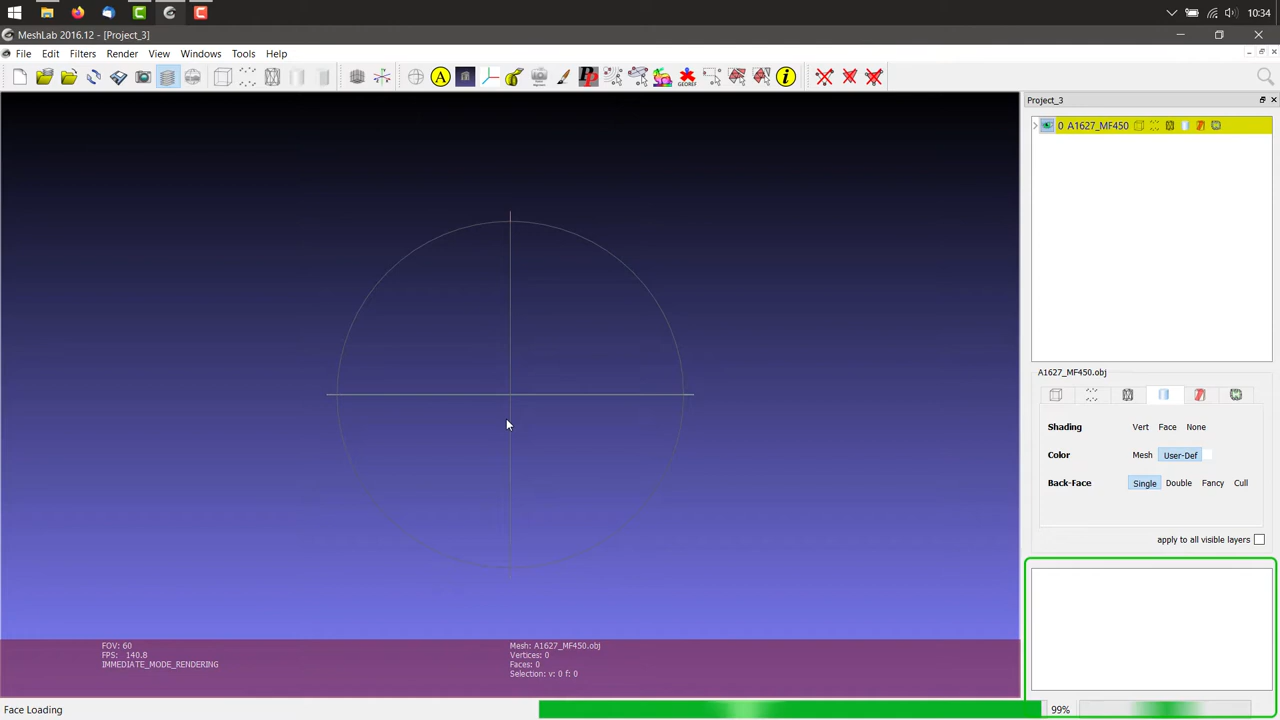 10:34
MeshLab 2016.12 - [Project_3]
File Edit Filters Render View Windows Tools Help
A
PP
GEOREF
i
Project_3
0 A1627_MF450
A1627_MF450.obj
Shading Vert Face None
Color Mesh User-Def
Back-Face Single Double Fancy Cull
apply to all visible layers
FOV: 60
FPS: 140.8
IMMEDIATE_MODE_RENDERING
Mesh: A1627_MF450.obj
Vertices: 0
Faces: 0
Selection: v: 0 f: 0
Face Loading
99%